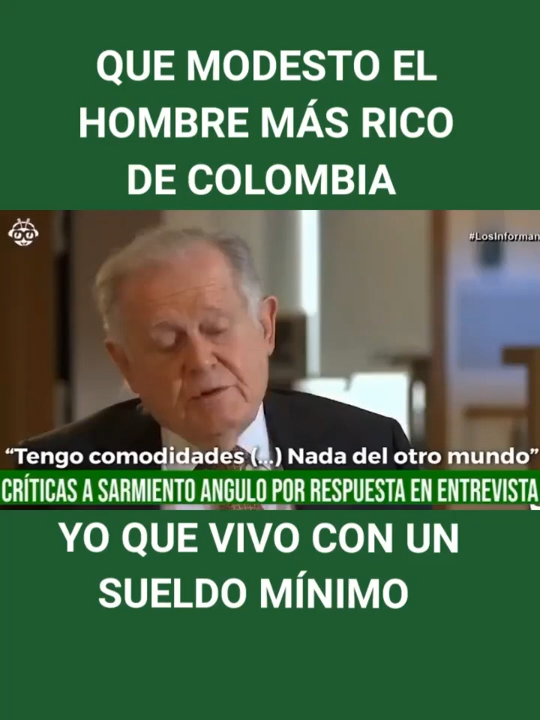 QUE MODESTO EL
HOMBRE MÁS RICO
DE COLOMBIA
#LosInforman
“Tengo comodidades (...) Nada del otro mundo”
CRÍTICAS A SARMIENTO ANGULO POR RESPUESTA EN ENTREVISTA
YO QUE VIVO CON UN
SUELDO MÍNIMO